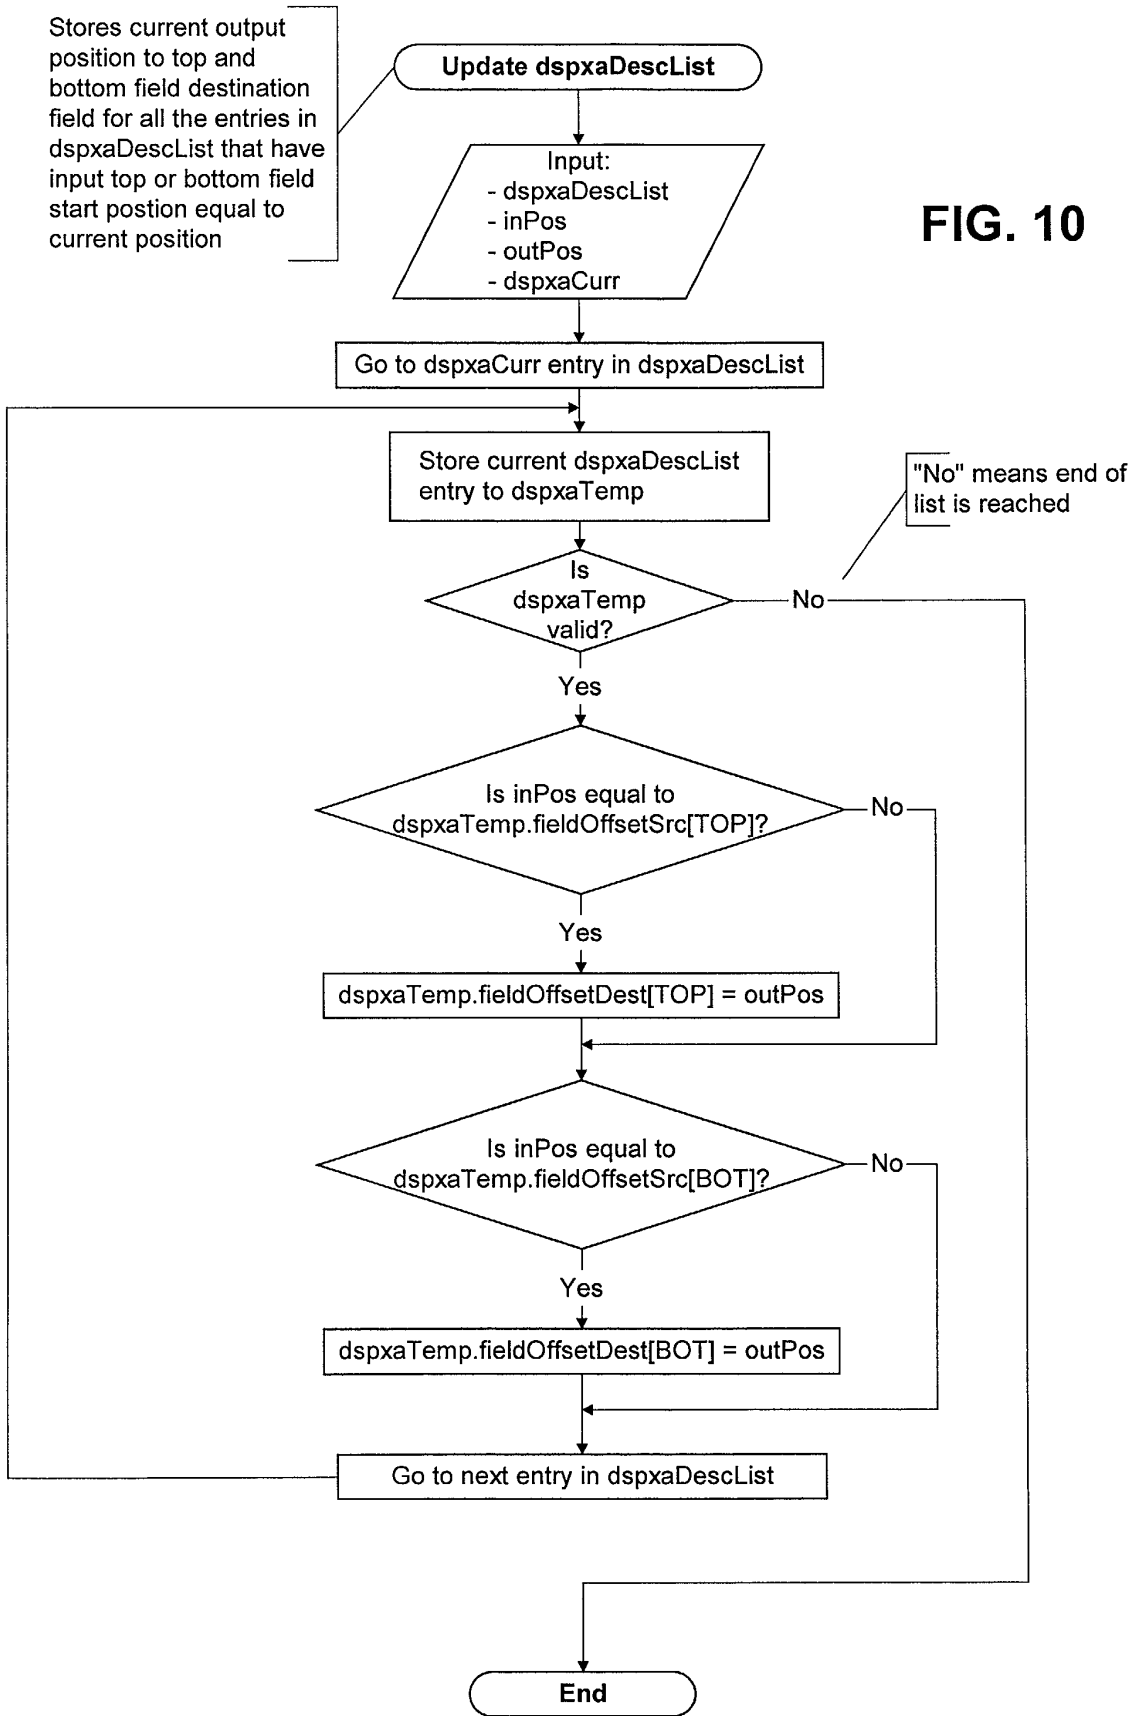 Stores current output
position to top and
bottom field destination
field for all the entries in
dspxaDescList that have
input top or bottom field
start postion equal to
current position
Update dspxaDescList
Input:
- dspxaDescList
- inPos
- outPos
- dspxaCurr
FIG. 10
Go to dspxaCurr entry in dspxaDescList
Store current dspxaDescList
entry to dspxaTemp
"No" means end of
list is reached
Is
dspxaTemp
valid?
No
Yes
Is inPos equal to
dspxaTemp.fieldOffsetSrc[TOP]?
No
Yes
dspxaTemp.fieldOffsetDest[TOP] = outPos
Is inPos equal to
dspxaTemp.fieldOffsetSrc[BOT]?
No
Yes
dspxaTemp.fieldOffsetDest[BOT] = outPos
Go to next entry in dspxaDescList
End